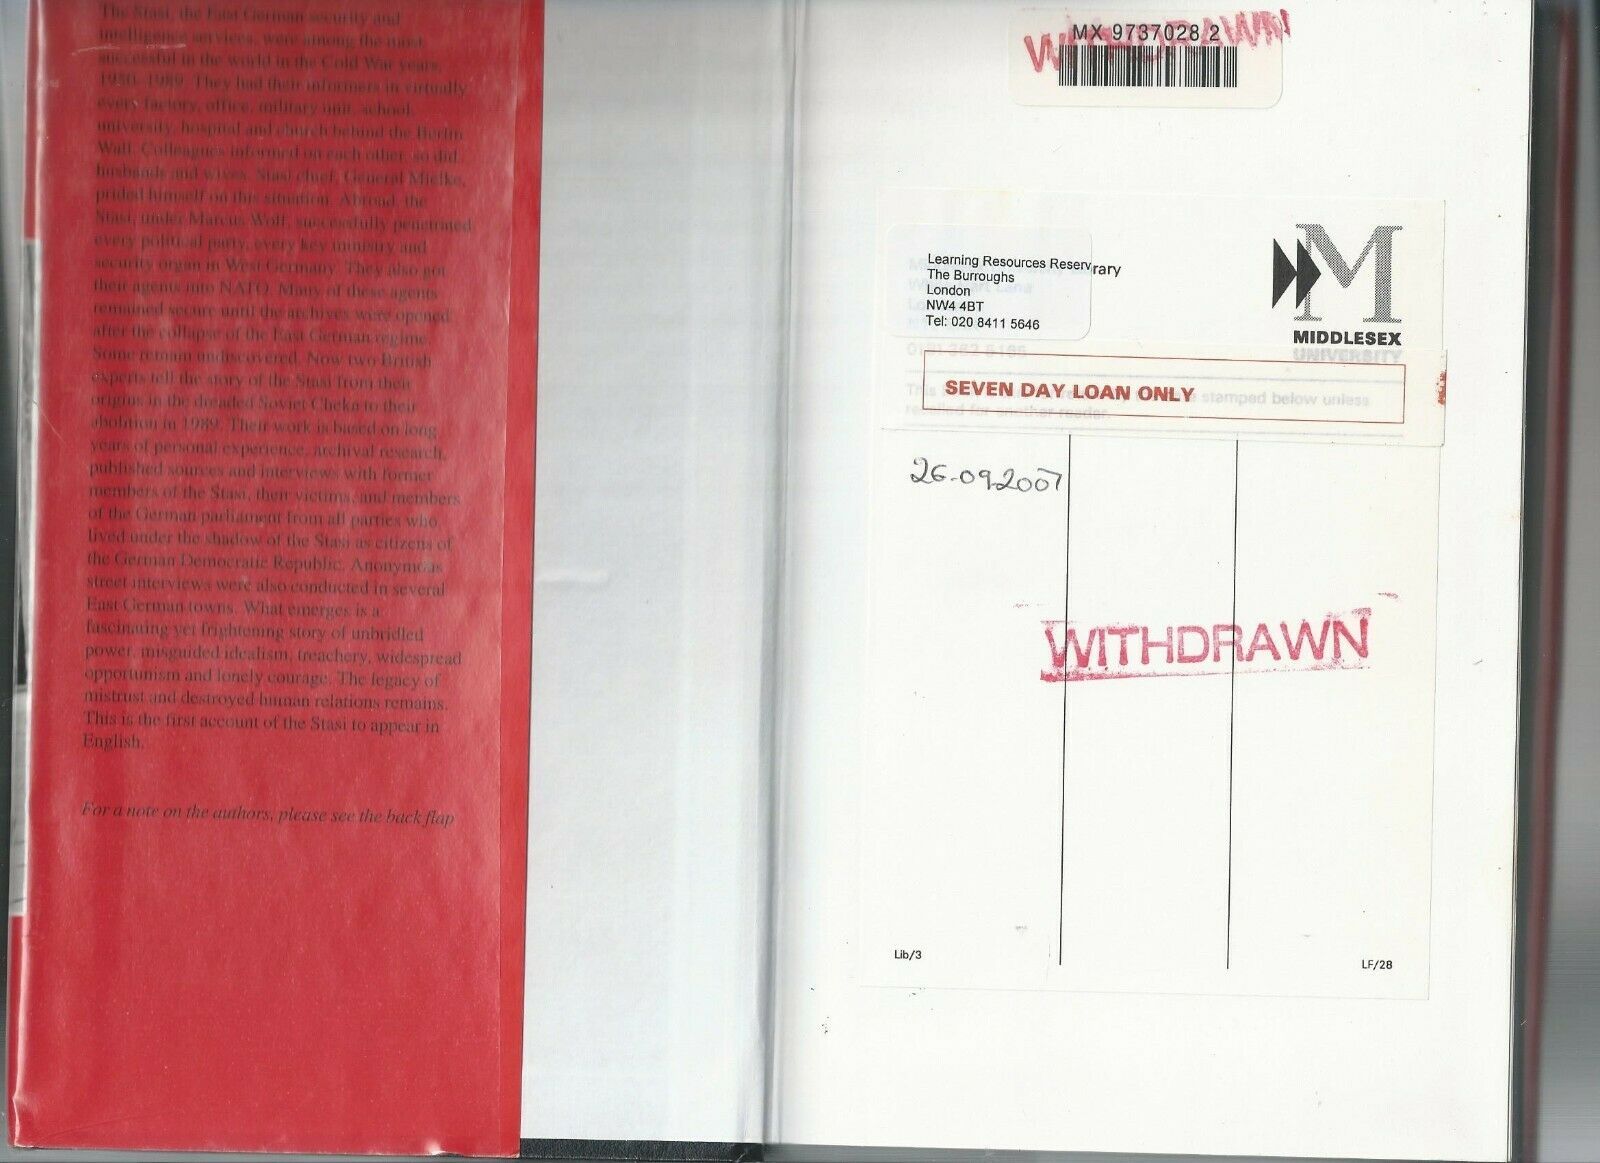 The Stasi, the East German security and
intelligence services, were among the most
successful in the world in the Cold War years,
1950-1989. They had their informers in virtually
every factory, office, military unit, school,
university, hospital and church behind the Berlin
Wall. Colleagues informed on each other, so did
husbands and wives. Stasi chief, General Mielke,
prided himself on this situation. Abroad, the
Stasi, under Marcus Wolf, successfully penetrated
every political party, every key ministry and
security organ in West Germany. They also got
their agents into NATO. Many of these agents
remained secure until the archives were opened
after the collapse of the East German regime.
Some remain undiscovered. Now two British
experts tell the story of the Stasi from their
origins in the dreaded Soviet Cheka to their
abolition in 1989. Their work is based on long
years of personal experience, archival research,
published sources and interviews with former
members of the Stasi, their victims, and members
of the German parliament from all parties who
lived under the shadow of the Stasi as citizens of
the German Democratic Republic. Anonymous
street interviews were also conducted in several
East German towns. What emerges is a
fascinating yet frightening story of unbridled
power, misguided idealism, treachery, widespread
opportunism and lonely courage. The legacy of
mistrust and destroyed human relations remains.
This is the first account of the Stasi to appear in
English.
For a note on the authors, please see the back flap
WITHDRAWN
MX 9737028 2
Learning Resources Reserv
rary
The Burroughs
London
NW4 4BT
Tel: 020 8411 5646
M
MIDDLESEX
UNIVERSITY
SEVEN DAY LOAN ONLY
stamped below unless
for another reader.
26-09-2007
WITHDRAWN
Lib/3
LF/28